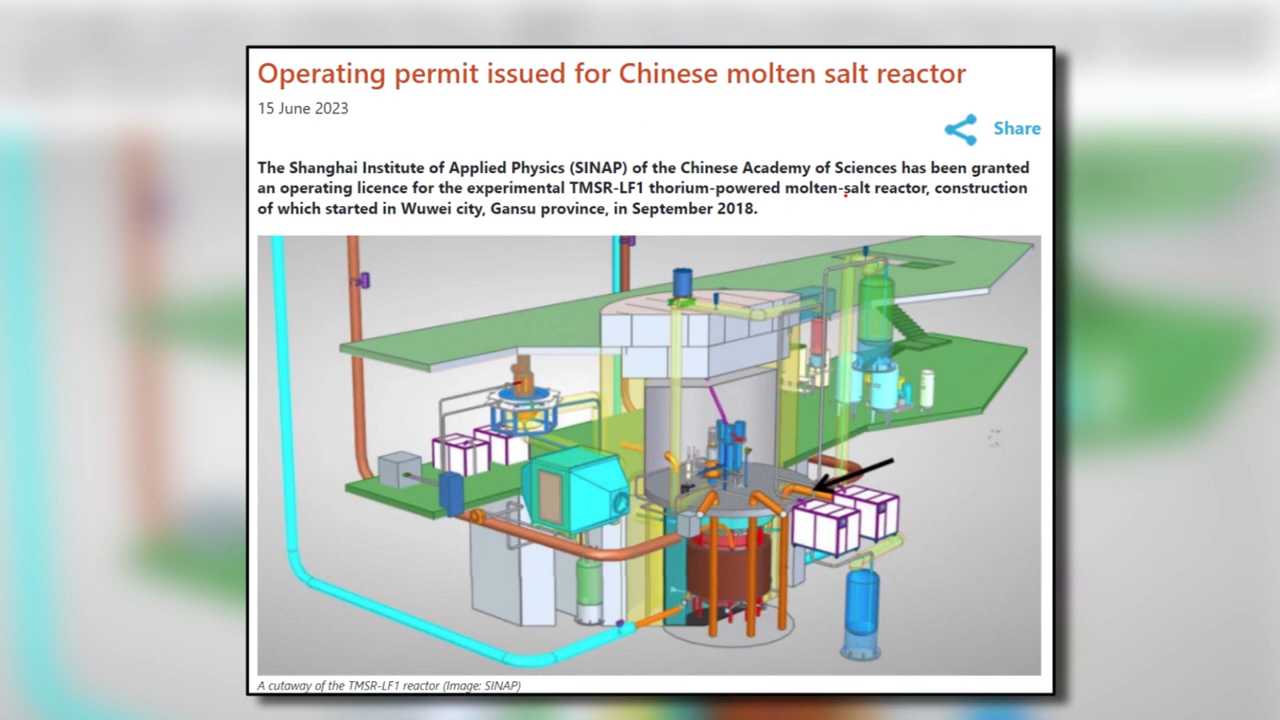 Operating permit issued for Chinese molten salt reactor
15 June 2023
Share
The Shanghai Institute of Applied Physics (SINAP) of the Chinese Academy of Sciences has been granted
an operating licence for the experimental TMSR-LF1 thorium-powered molten-salt reactor, construction
of which started in Wuwei city, Gansu province, in September 2018.
A cutaway of the TMSR-LF1 reactor (Image: SINAP)